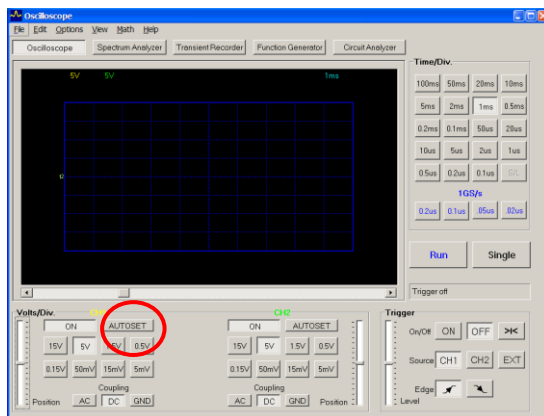 Oscilloscope
File Edit Options View Math Help
Oscilloscope Spectrum Analyzer Transient Recorder Function Generator Circuit Analyzer
5V 5V 1ms
Time/Div.
100ms 50ms 20ms 10ms
5ms 2ms 1ms 0.5ms
0.2ms 0.1ms 50us 20us
10us 5us 2us 1us
0.5us 0.2us 0.1us
1GS/s
0.2us 0.1us .05us .02us
Run Single
Trigger off
Volts/Div.
ON AUTOSET
15V 5V 1.5V 0.5V
0.15V 50mV 15mV 5mV
Coupling
Position AC DC GND
CH2
ON AUTOSET
15V 5V 1.5V 0.5V
0.15V 50mV 15mV 5mV
Coupling
AC DC GND Position
Trigger
On/Off ON OFF
Source CH1 CH2 EXT
Edge
Level